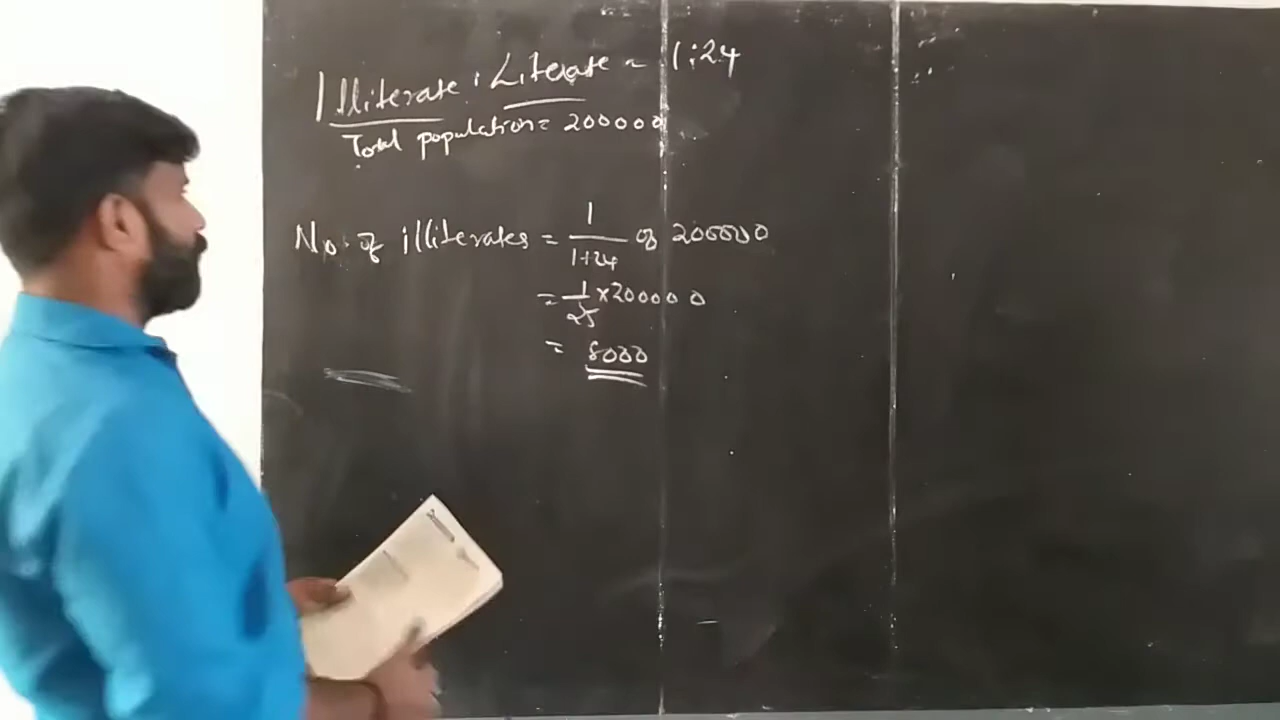 Illiterate : Literate = 1:24
Total population = 200000
No. of illiterates = 1/(1+24) of 200000
= 1/25 × 200000
= 8000